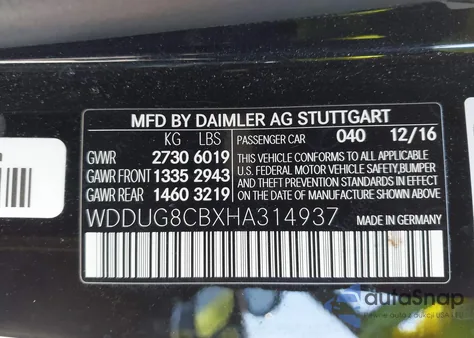 MFD BY DAIMLER AG STUTTGART
KG LBS
PASSENGER CAR 040 12/16
GVWR 2730 6019
GAWR FRONT 1335 2943
GAWR REAR 1460 3219
THIS VEHICLE CONFORMS TO ALL APPLICABLE
U.S. FEDERAL MOTOR VEHICLE SAFETY,BUMPER
AND THEFT PREVENTION STANDARDS IN EFFECT
ON THE DATE OF MANUFACTURE SHOWN ABOVE.
WDDUG8CBXHA314937
MADE IN GERMANY
autoSnap